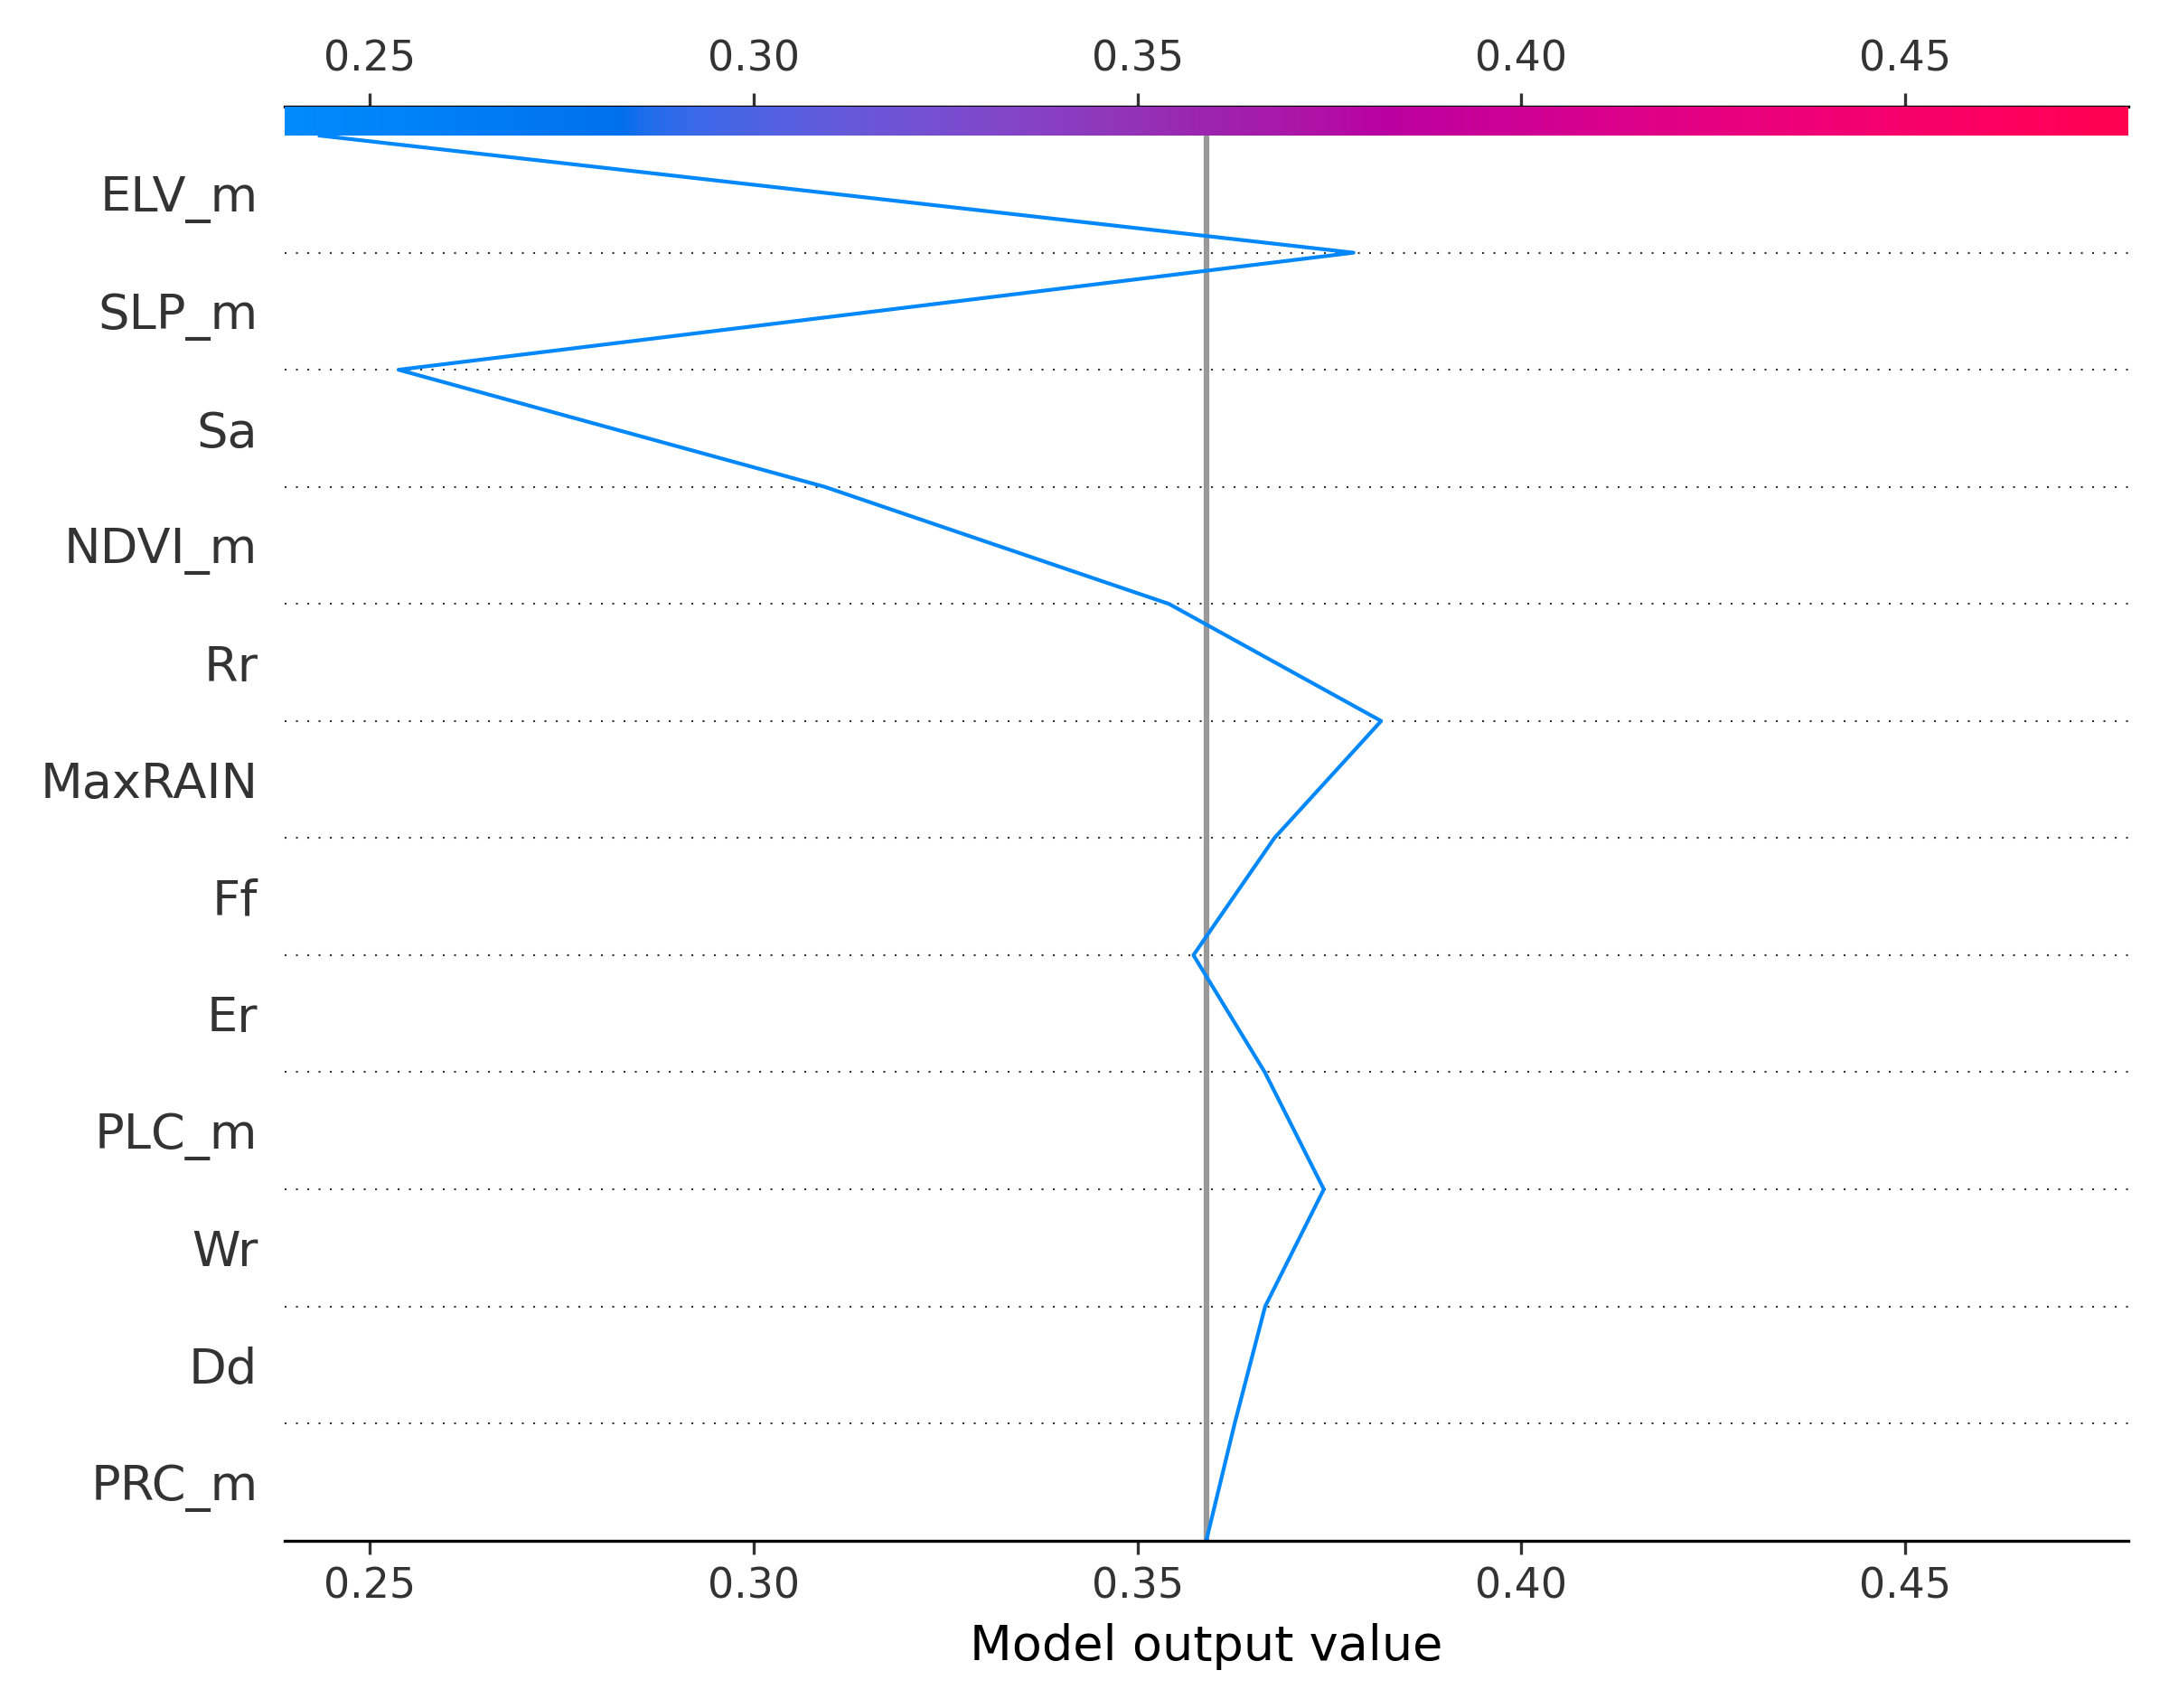 0.25 0.30 0.35 0.40 0.45
ELV_m
SLP_m
Sa
NDVI_m
Rr
MaxRAIN
Ff
Er
PLC_m
Wr
Dd
PRC_m
0.25 0.30 0.35 0.40 0.45
Model output value